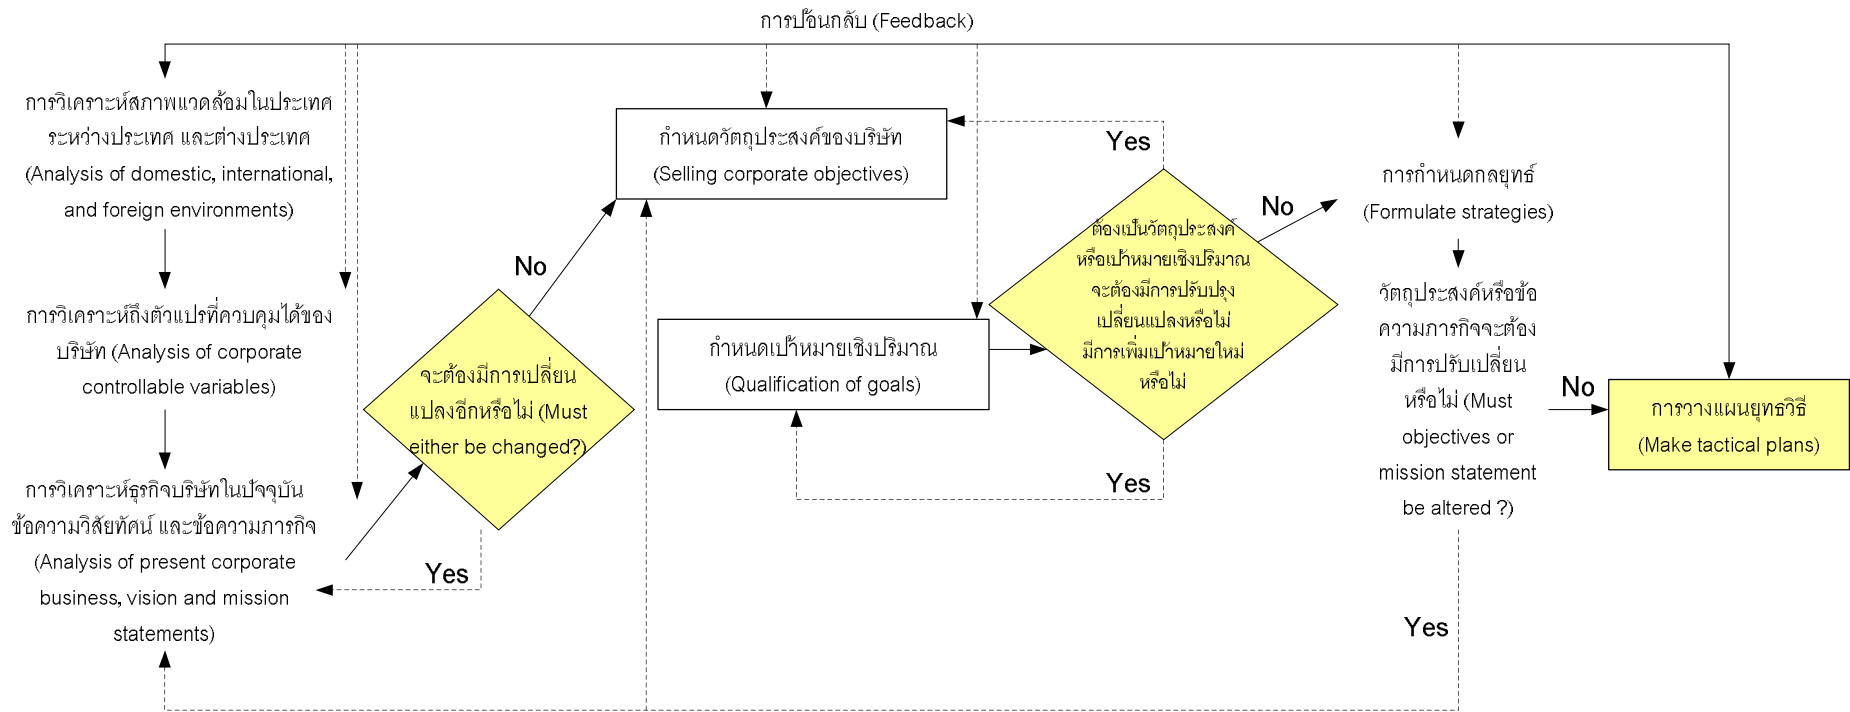 การป้อนกลับ (Feedback)
การวิเคราะห์สภาพแวดล้อมในประเทศ
ระหว่างประเทศ และต่างประเทศ
(Analysis of domestic, international,
and foreign environments)
การวิเคราะห์ถึงตัวแปรที่ควบคุมได้ของ
บริษัท (Analysis of corporate
controllable variables)
การวิเคราะห์ธุรกิจบริษัทในปัจจุบัน
ข้อความวิสัยทัศน์ และข้อความภารกิจ
(Analysis of present corporate
business, vision and mission
statements)
จะต้องมีการเปลี่ยน
แปลงอีกหรือไม่ (Must
either be changed?)
Yes
No
กำหนดวัตถุประสงค์ของบริษัท
(Selling corporate objectives)
กำหนดเป้าหมายเชิงปริมาณ
(Qualification of goals)
ต้องเป็นวัตถุประสงค์
หรือเป้าหมายเชิงปริมาณ
จะต้องมีการปรับปรุง
เปลี่ยนแปลงหรือไม่
มีการเพิ่มเป้าหมายใหม่
หรือไม่
Yes
Yes
No
การกำหนดกลยุทธ์
(Formulate strategies)
วัตถุประสงค์หรือข้อ
ความภารกิจจะต้อง
มีการปรับเปลี่ยน
หรือไม่ (Must
objectives or
mission statement
be altered ?)
Yes
No
การวางแผนยุทธวิธี
(Make tactical plans)